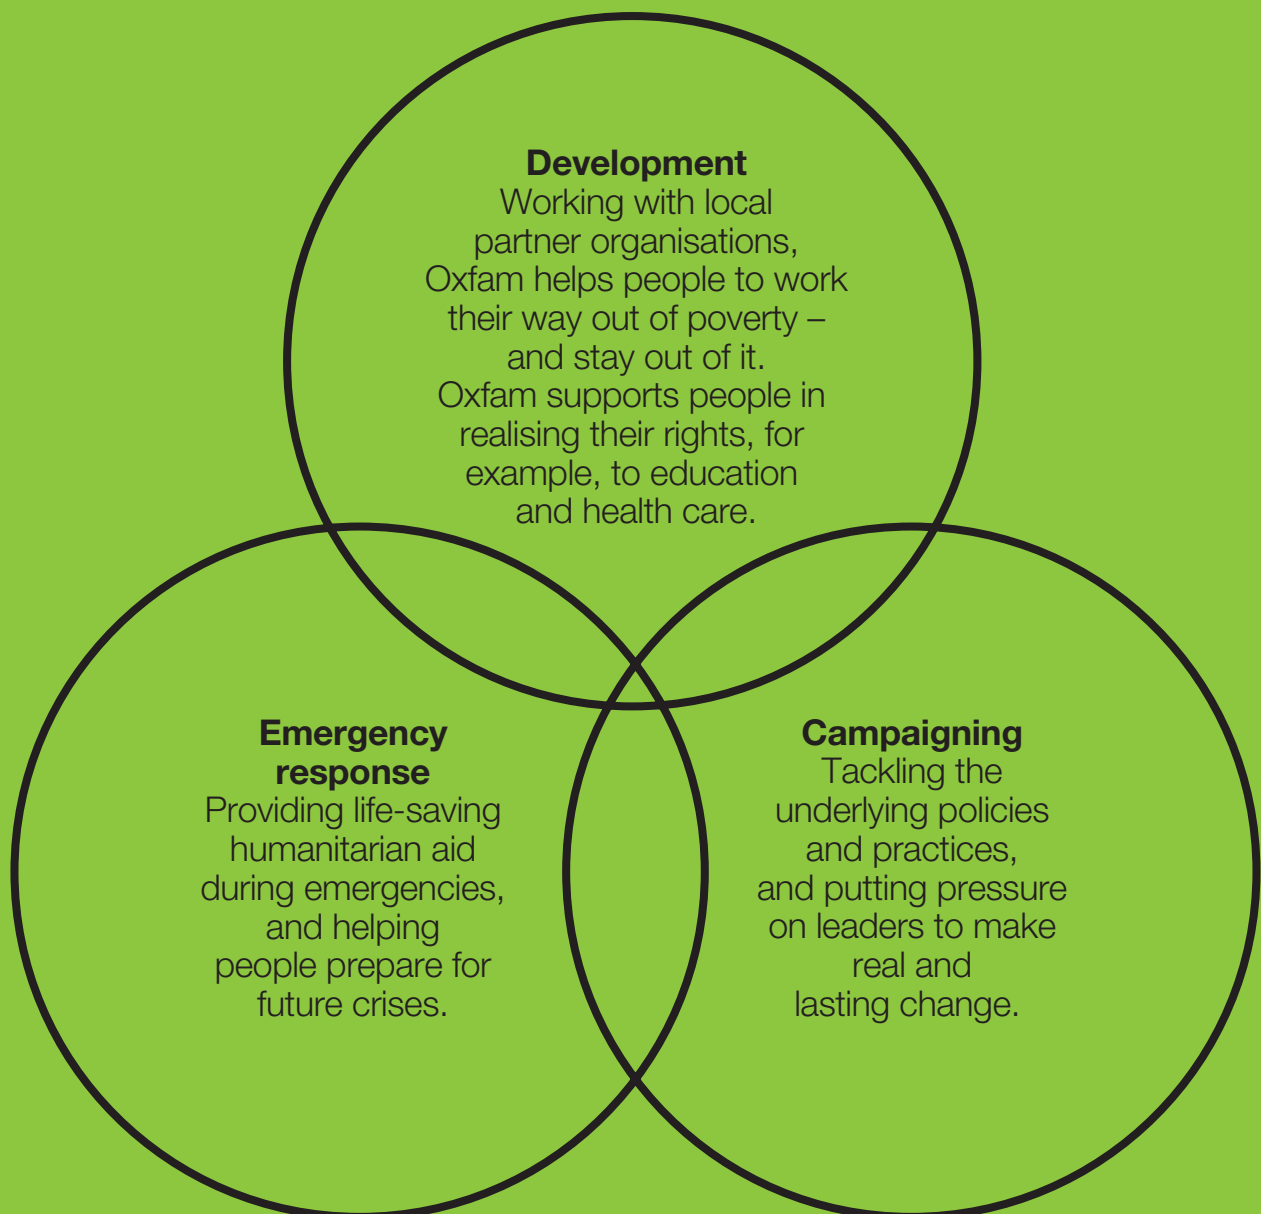 Development
Working with local
partner organisations,
Oxfam helps people to work
their way out of poverty –
and stay out of it.
Oxfam supports people in
realising their rights, for
example, to education
and health care.
Emergency
response
Providing life-saving
humanitarian aid
during emergencies,
and helping
people prepare for
future crises.
Campaigning
Tackling the
underlying policies
and practices,
and putting pressure
on leaders to make
real and
lasting change.